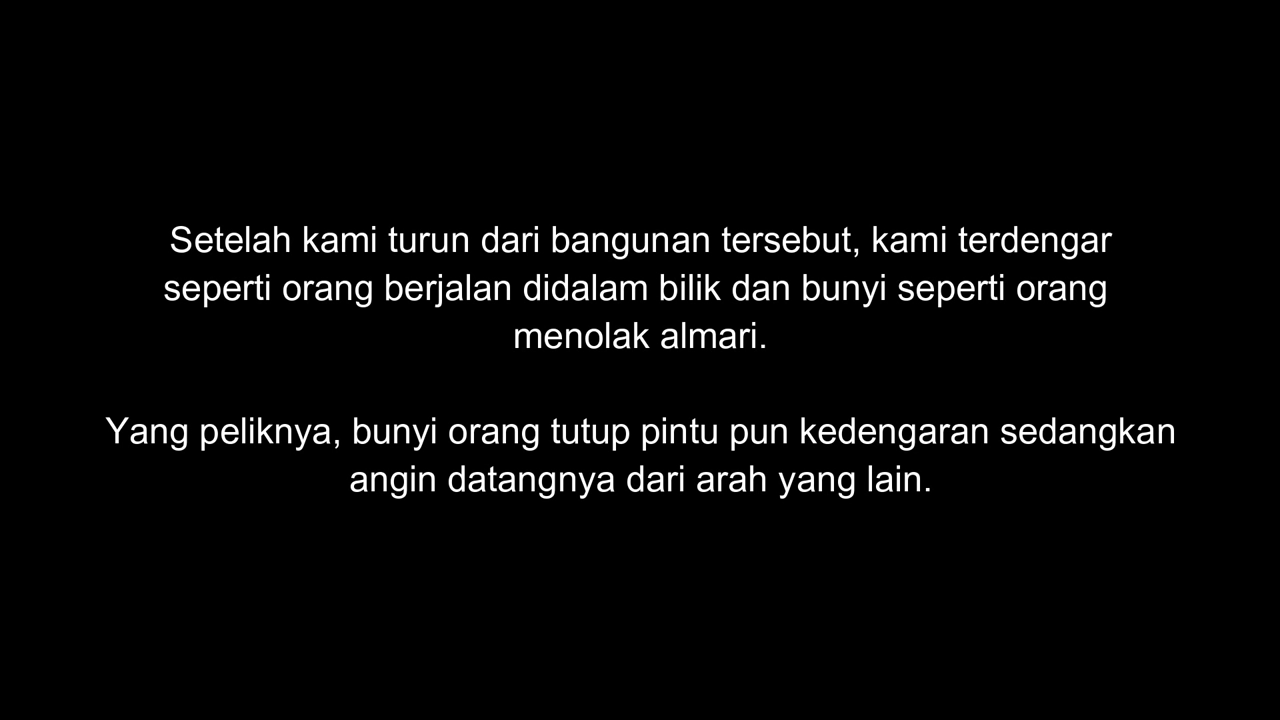 Setelah kami turun dari bangunan tersebut, kami terdengar
seperti orang berjalan didalam bilik dan bunyi seperti orang
menolak almari.
Yang peliknya, bunyi orang tutup pintu pun kedengaran sedangkan
angin datangnya dari arah yang lain.